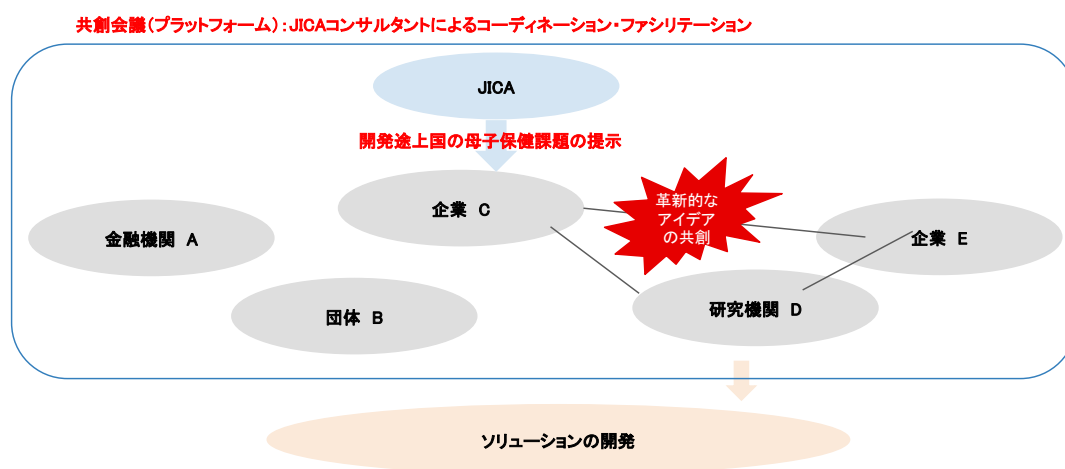 共創会議(プラットフォーム):JICAコンサルタントによるコーディネーション・ファシリテーション
JICA
開発途上国の母子保健課題の提示
企業 C
革新的な
アイデア
の共創
金融機関 A
企業 E
団体 B
研究機関 D
ソリューションの開発